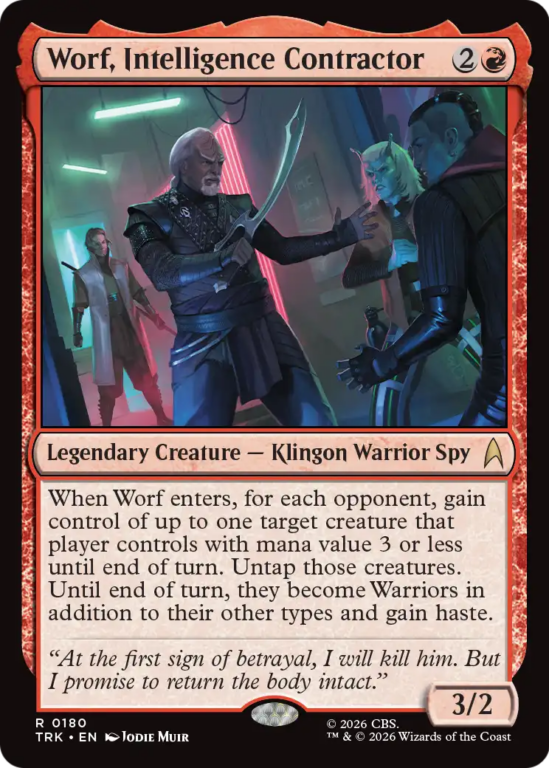 Worf, Intelligence Contractor 2
Legendary Creature — Klingon Warrior Spy
When Worf enters, for each opponent, gain
control of up to one target creature that
player controls with mana value 3 or less
until end of turn. Untap those creatures.
Until end of turn, they become Warriors in
addition to their other types and gain haste.
“At the first sign of betrayal, I will kill him. But
I promise to return the body intact.”
3/2
R 0180
TRK • EN Jodie Muir
© 2026 CBS.
™ & © 2026 Wizards of the Coast